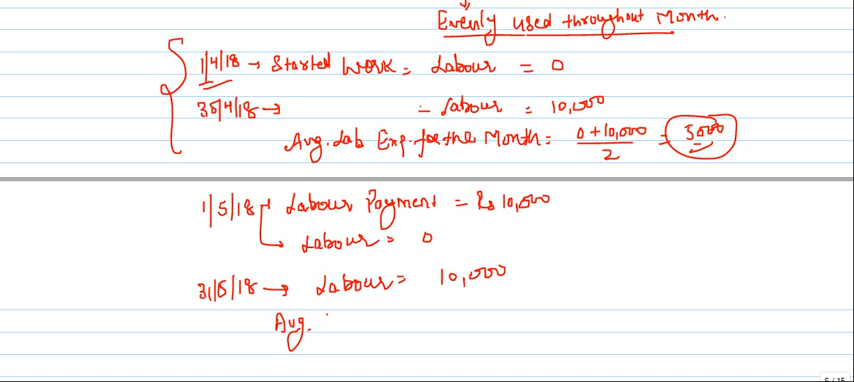 Evenly used throughout Month.
1/4/18 → Started Work = Labour = 0
30/4/18 → = Labour = 10,000
Avg. Lab Exp. for the Month = 0 + 10,000 / 2 = 5000
1/5/18 → Labour Payment = Rs 10,000
→ Labour = 0
31/5/18 → Labour = 10,000
Avg.